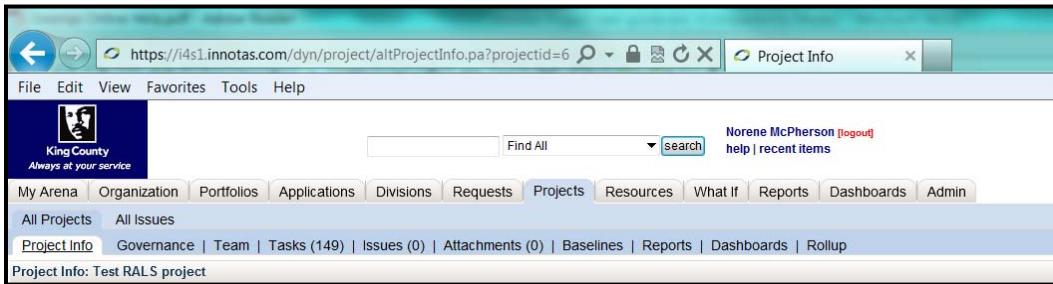 https://i4s1.innotas.com/dyn/project/altProjectInfo.pa?projectid=6 Project Info
File Edit View Favorites Tools Help
King County
Always at your service
Find All search
Norene McPherson [logout]
help | recent items
My Arena Organization Portfolios Applications Divisions Requests Projects Resources What If Reports Dashboards Admin
All Projects All Issues
Project Info Governance | Team | Tasks (149) | Issues (0) | Attachments (0) | Baselines | Reports | Dashboards | Rollup
Project Info: Test RALS project